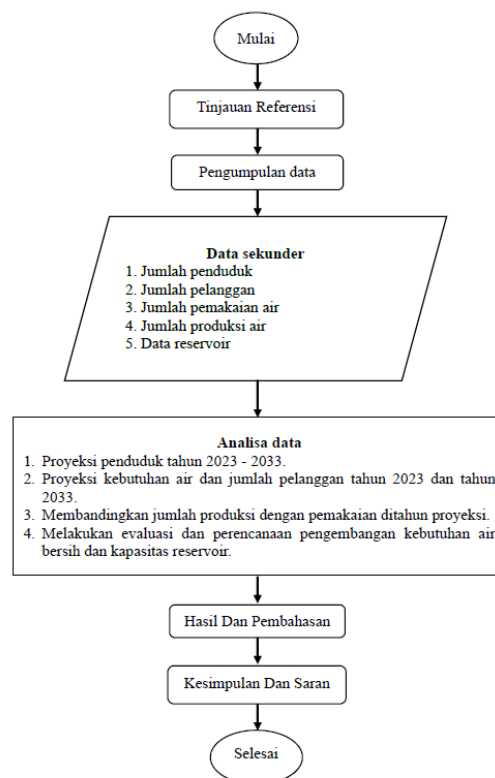 Mulai
Tinjauan Referensi
Pengumpulan data
Data sekunder
1. Jumlah penduduk
2. Jumlah pelanggan
3. Jumlah pemakaian air
4. Jumlah produksi air
5. Data reservoir
Analisa data
1. Proyeksi penduduk tahun 2023 - 2033.
2. Proyeksi kebutuhan air dan jumlah pelanggan tahun 2023 dan tahun
2033.
3. Membandingkan jumlah produksi dengan pemakaian ditahun proyeksi.
4. Melakukan evaluasi dan perencanaan pengembangan kebutuhan air
bersih dan kapasitas reservoir.
Hasil Dan Pembahasan
Kesimpulan Dan Saran
Selesai